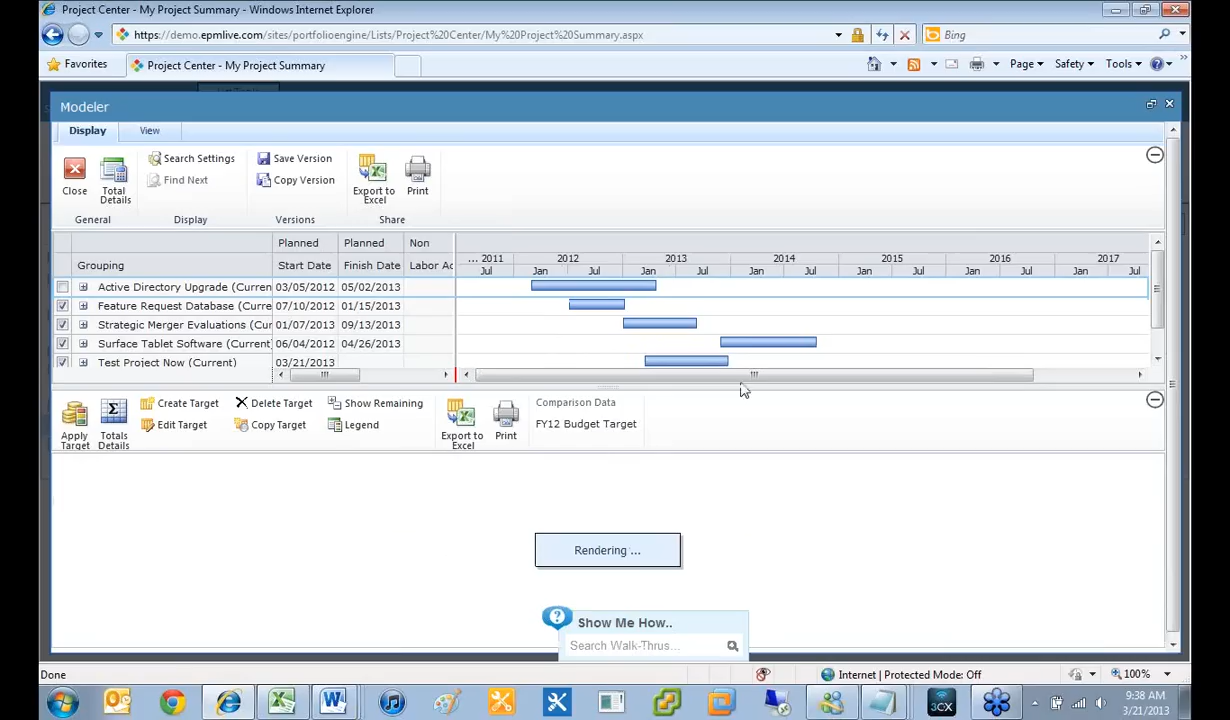 Project Center - My Project Summary - Windows Internet Explorer
https://demo.epmlive.com/sites/portfolioengine/Lists/Project%20Center/My%20Project%20Summary.aspx
Bing
Favorites
Project Center - My Project Summary
Page Safety Tools
Modeler
Display View
Close
Total Details
Search Settings
Find Next
Save Version
Copy Version
Export to Excel
Print
General Display Versions Share
Planned Planned Non
Grouping Start Date Finish Date Labor Ac
... 2011 2012 2013 2014 2015 2016 2017
Jul Jan Jul Jan Jul Jan Jul Jan Jul Jan Jul Jan Jul
Active Directory Upgrade (Curren 03/05/2012 05/02/2013
Feature Request Database (Curre 07/10/2012 01/15/2013
Strategic Merger Evaluations (Cur 01/07/2013 09/13/2013
Surface Tablet Software (Current) 06/04/2012 04/26/2013
Test Project Now (Current) 03/21/2013
Apply Target
Totals Details
Create Target Delete Target Show Remaining
Edit Target Copy Target Legend
Export to Excel
Print
Comparison Data
FY12 Budget Target
Rendering ...
Show Me How..
Search Walk-Thrus...
Done
Internet | Protected Mode: Off
100%
3CX
9:38 AM
3/21/2013